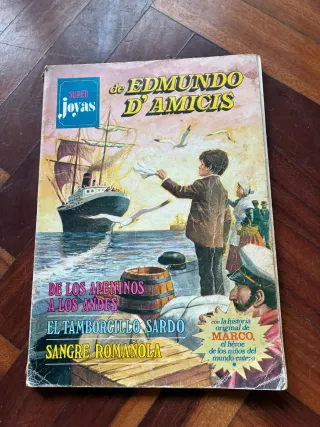 SUPER
joyas
de EDMUNDO
D'AMICIS
DE LOS APENINOS
A LOS ANDES
EL TAMBORCILLO SARDO
SANGRE ROMAÑOLA
con la historia
original de
MARCO,
el héroe
de los niños del
mundo entero